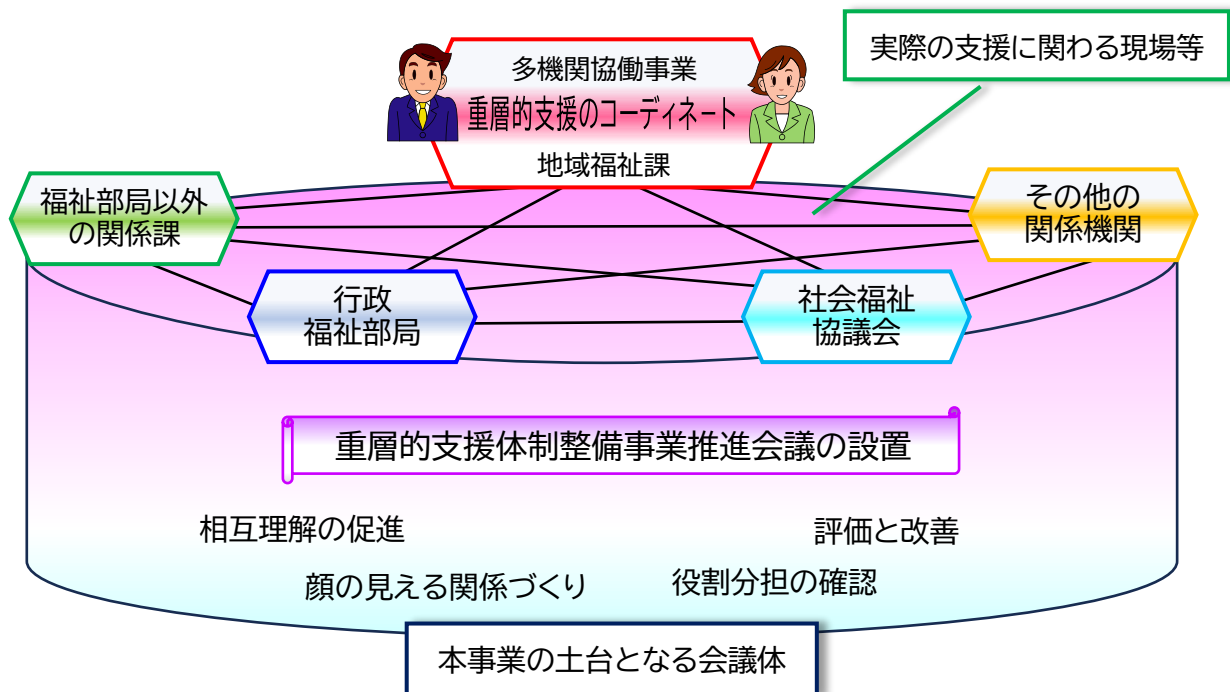 実際の支援に関わる現場等
多機関協働事業
重層的支援のコーディネート
地域福祉課
福祉部局以外
の関係課
その他の
関係機関
行政
福祉部局
社会福祉
協議会
重層的支援体制整備事業推進会議の設置
相互理解の促進
評価と改善
顔の見える関係づくり
役割分担の確認
本事業の土台となる会議体